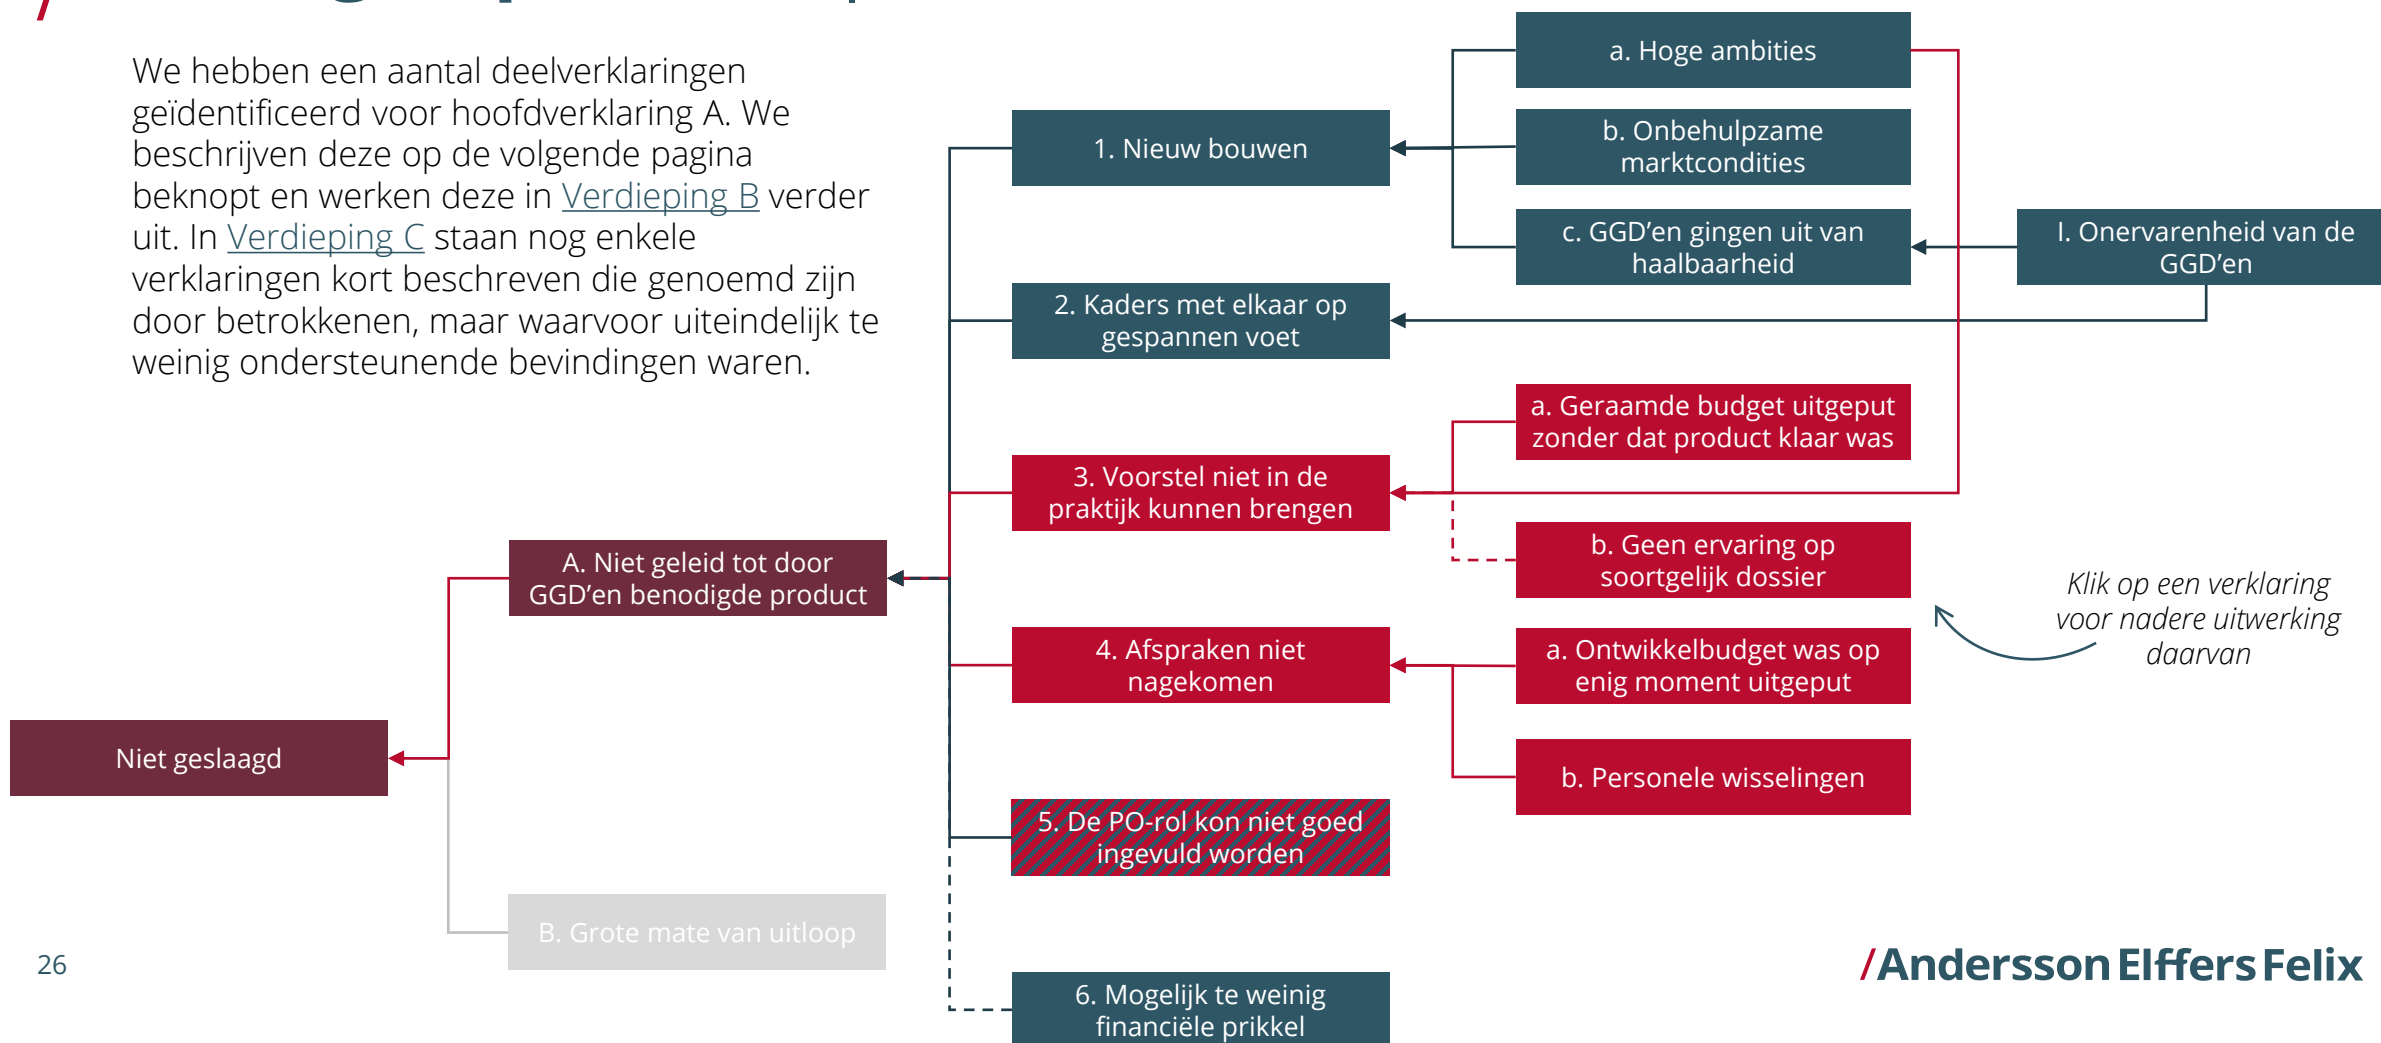 We hebben een aantal deelverklaringen
geïdentificeerd voor hoofdverklaring A. We
beschrijven deze op de volgende pagina
beknopt en werken deze in Verdieping B verder
uit. In Verdieping C staan nog enkele
verklaringen kort beschreven die genoemd zijn
door betrokkenen, maar waarvoor uiteindelijk te
weinig ondersteunende bevindingen waren.
a. Hoge ambities
1. Nieuw bouwen
b. Onbehulpzame
marktcondities
c. GGD’en gingen uit van
haalbaarheid
I. Onervarenheid van de
GGD’en
2. Kaders met elkaar op
gespannen voet
a. Geraamde budget uitgeput
zonder dat product klaar was
3. Voorstel niet in de
praktijk kunnen brengen
b. Geen ervaring op
soortgelijk dossier
A. Niet geleid tot door
GGD’en benodigde product
Klik op een verklaring
voor nadere uitwerking
daarvan
4. Afspraken niet
nagekomen
a. Ontwikkelbudget was op
enig moment uitgeput
Niet geslaagd
b. Personele wisselingen
5. De PO-rol kon niet goed
ingevuld worden
B. Grote mate van uitloop
6. Mogelijk te weinig
financiële prikkel
26
/Andersson Elffers Felix